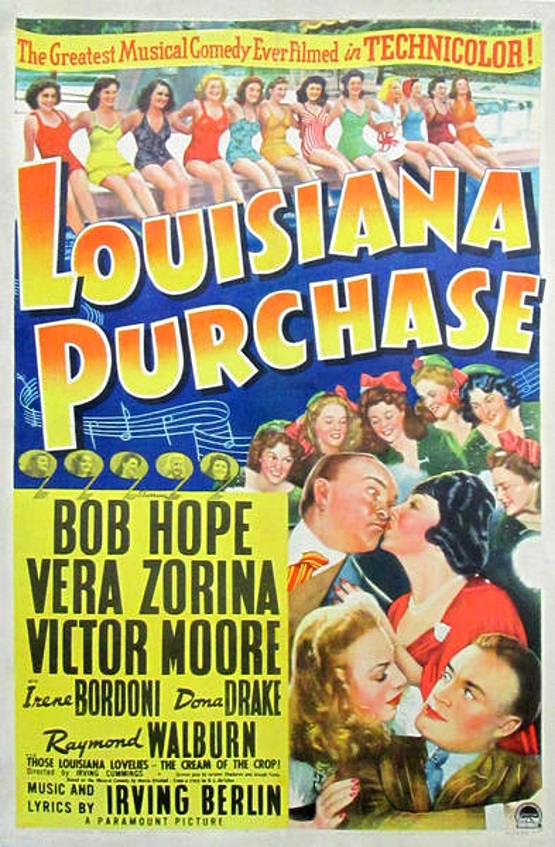 The Greatest Musical Comedy Ever Filmed in TECHNICOLOR!
LOUISIANA
PURCHASE
BOB HOPE
VERA ZORINA
VICTOR MOORE
WITH
Irene BORDONI Dona DRAKE
Raymond WALBURN
THOSE LOUISIANA LOVELIES - THE CREAM OF THE CROP!
Directed by IRVING CUMMINGS
MUSIC AND
LYRICS BY IRVING BERLIN
A PARAMOUNT PICTURE